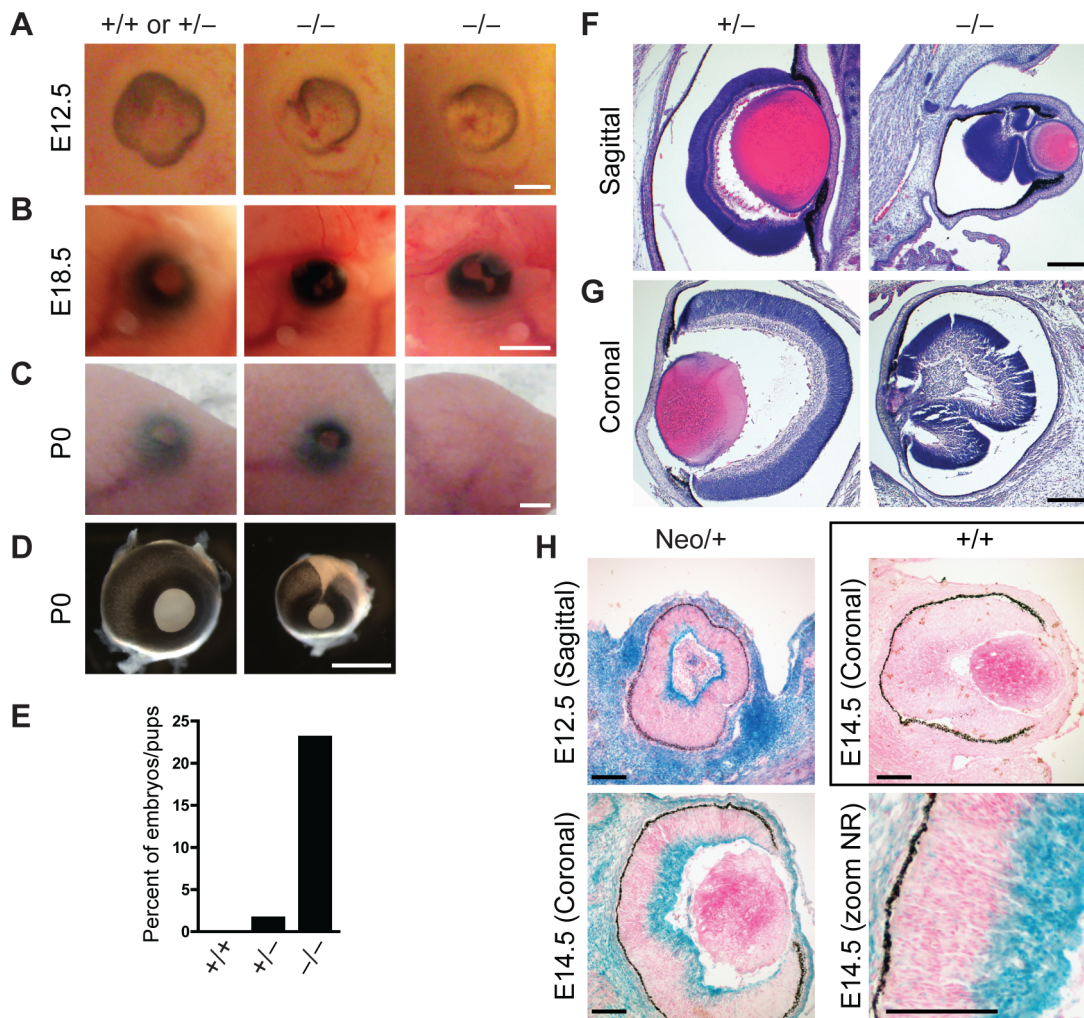 A
+/+ or +/–
–/–
–/–
E12.5
B
E18.5
C
P0
D
P0
E
Percent of embryos/pups
25
20
15
10
5
0
+/+
+/–
–/–
F
+/–
–/–
Sagittal
G
Coronal
H
Neo/+
+/+
E12.5 (Sagittal)
E14.5 (Coronal)
E14.5 (Coronal)
E14.5 (zoom NR)